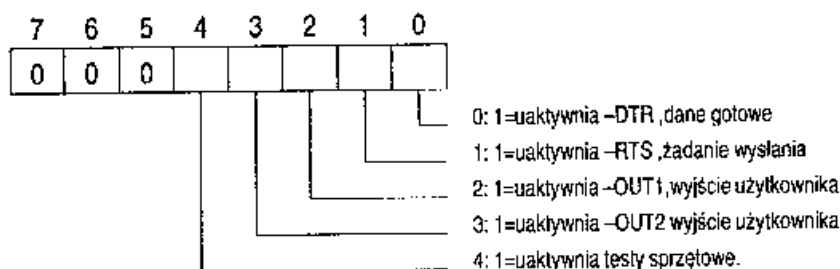 7 6 5 4 3 2 1 0
0 0 0
0: 1=uaktywnia –DTR ,dane gotowe
1: 1=uaktywnia –RTS ,żadanie wysłania
2: 1=uaktywnia –OUT1,wyjście użytkownika
3: 1=uaktywnia –OUT2 wyjście użytkownika
4: 1=uaktywnia testy sprzętowe.